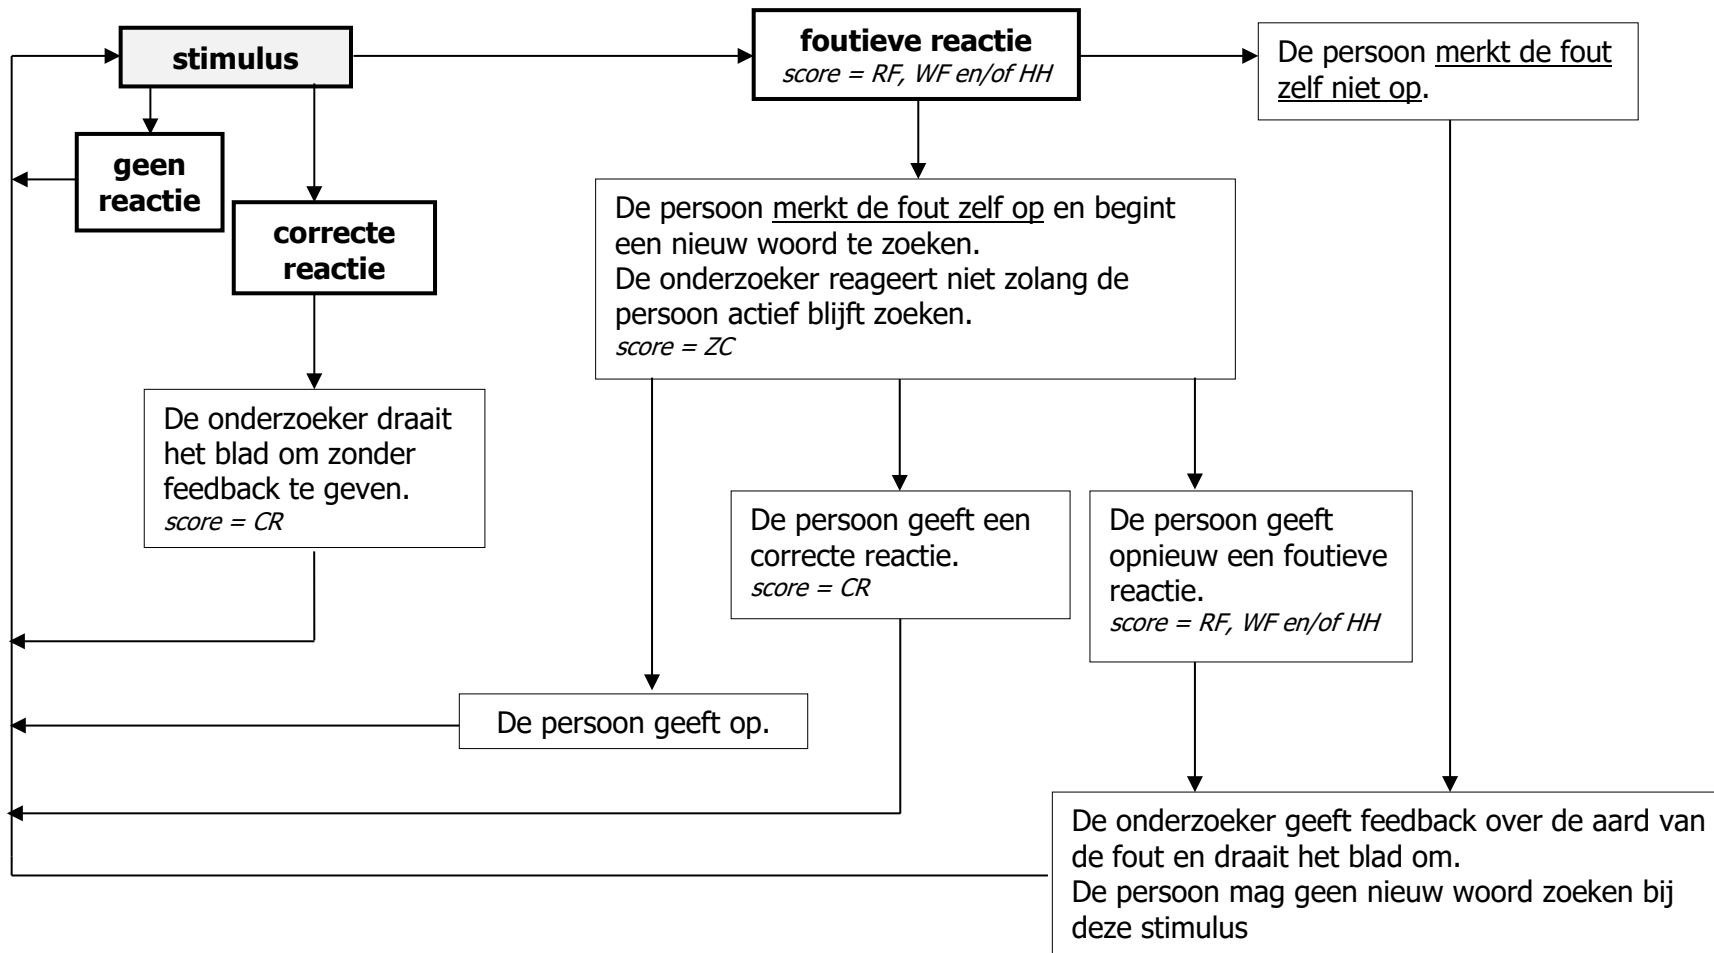 stimulus
foutieve reactie
score = RF, WF en/of HH
De persoon merkt de fout
zelf niet op.
geen
reactie
correcte
reactie
De persoon merkt de fout zelf op en begint
een nieuw woord te zoeken.
De onderzoeker reageert niet zolang de
persoon actief blijft zoeken.
score = ZC
De onderzoeker draait
het blad om zonder
feedback te geven.
score = CR
De persoon geeft een
correcte reactie.
score = CR
De persoon geeft
opnieuw een foutieve
reactie.
score = RF, WF en/of HH
De persoon geeft op.
De onderzoeker geeft feedback over de aard van
de fout en draait het blad om.
De persoon mag geen nieuw woord zoeken bij
deze stimulus